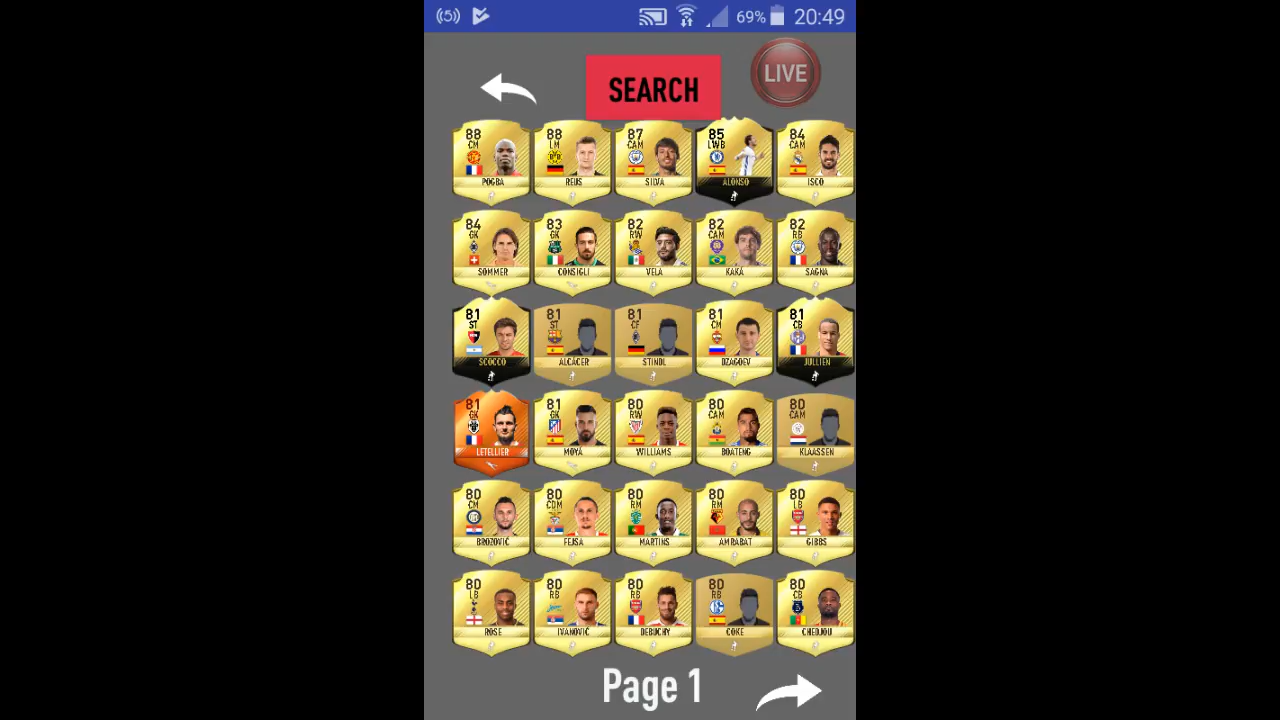 69% 20:49
SEARCH LIVE
88 88 87 85 84
CM LM CAM LWB CAM
POGBA REUS SILVA ALONSO ISCO
84 83 82 82 82
GK GK RW CAM RB
SOMMER CONSIGLI VELA KAKÁ SAGNA
81 81 81 81 81
ST ST CF CM CB
SCOCCO ALCÁCER STINDL DZAGOEV JULLIEN
81 81 80 80 80
GK GK RW CAM CAM
LETELLIER MOYÀ WILLIAMS BOATENG KLAASSEN
80 80 80 80 80
CM CDM RM RM LB
BROZOVIĆ FEJSA MARTINS AMRABAT GIBBS
80 80 80 80 80
LB RB RB RB CB
ROSE IVANOVIĆ DEBUCHY COKE CHEDJOU
Page 1